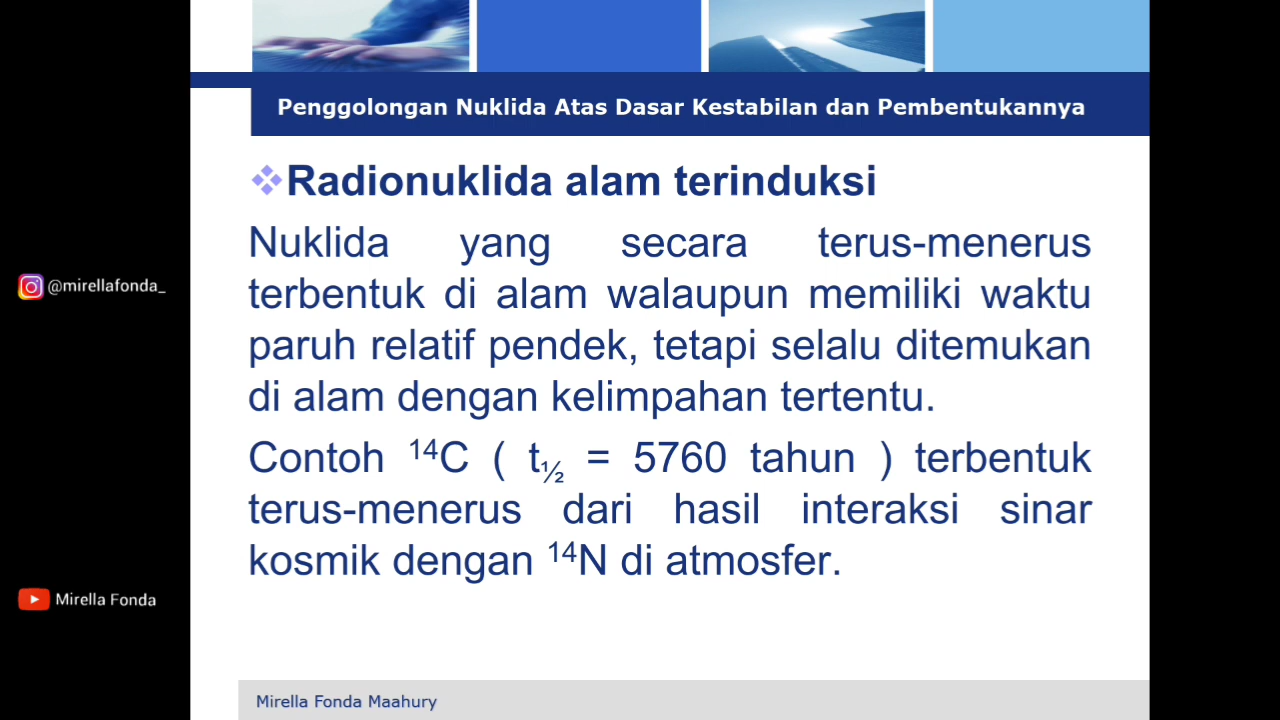 Penggolongan Nuklida Atas Dasar Kestabilan dan Pembentukannya
Radionuklida alam terinduksi
Nuklida yang secara terus-menerus
terbentuk di alam walaupun memiliki waktu
paruh relatif pendek, tetapi selalu ditemukan
di alam dengan kelimpahan tertentu.
Contoh ¹⁴C ( t½ = 5760 tahun ) terbentuk
terus-menerus dari hasil interaksi sinar
kosmik dengan ¹⁴N di atmosfer.
@mirellafonda_
Mirella Fonda
Mirella Fonda Maahury